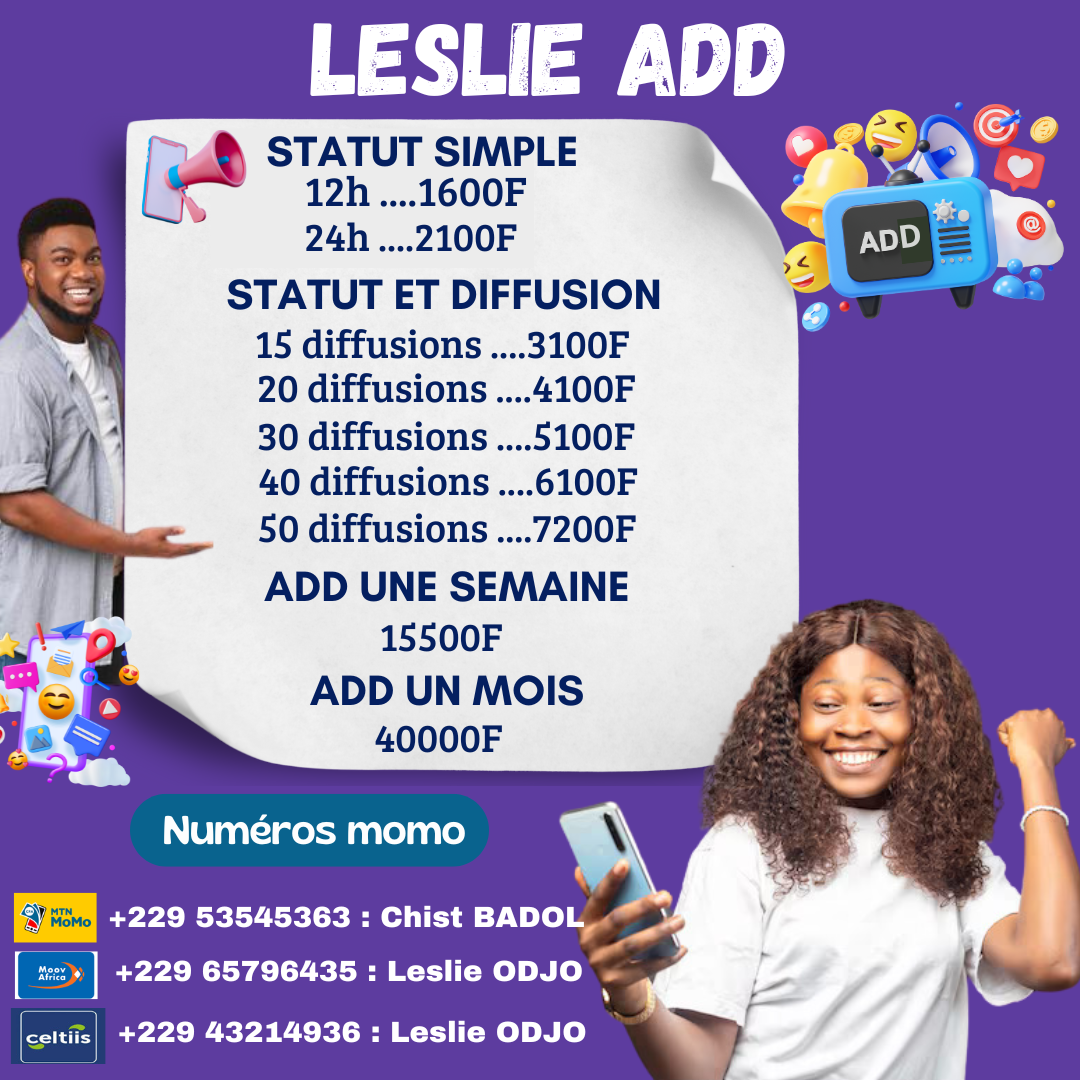 LESLIE ADD
STATUT SIMPLE
12h ....1600F
24h ....2100F
ADD
STATUT ET DIFFUSION
15 diffusions ....3100F
20 diffusions ....4100F
30 diffusions ....5100F
40 diffusions ....6100F
50 diffusions ....7200F
ADD UNE SEMAINE
15500F
ADD UN MOIS
40000F
Numéros momo
MTN
MoMo
+229 53545363 : Chist BADOL
Moov
Africa
+229 65796435 : Leslie ODJO
celtiis
+229 43214936 : Leslie ODJO